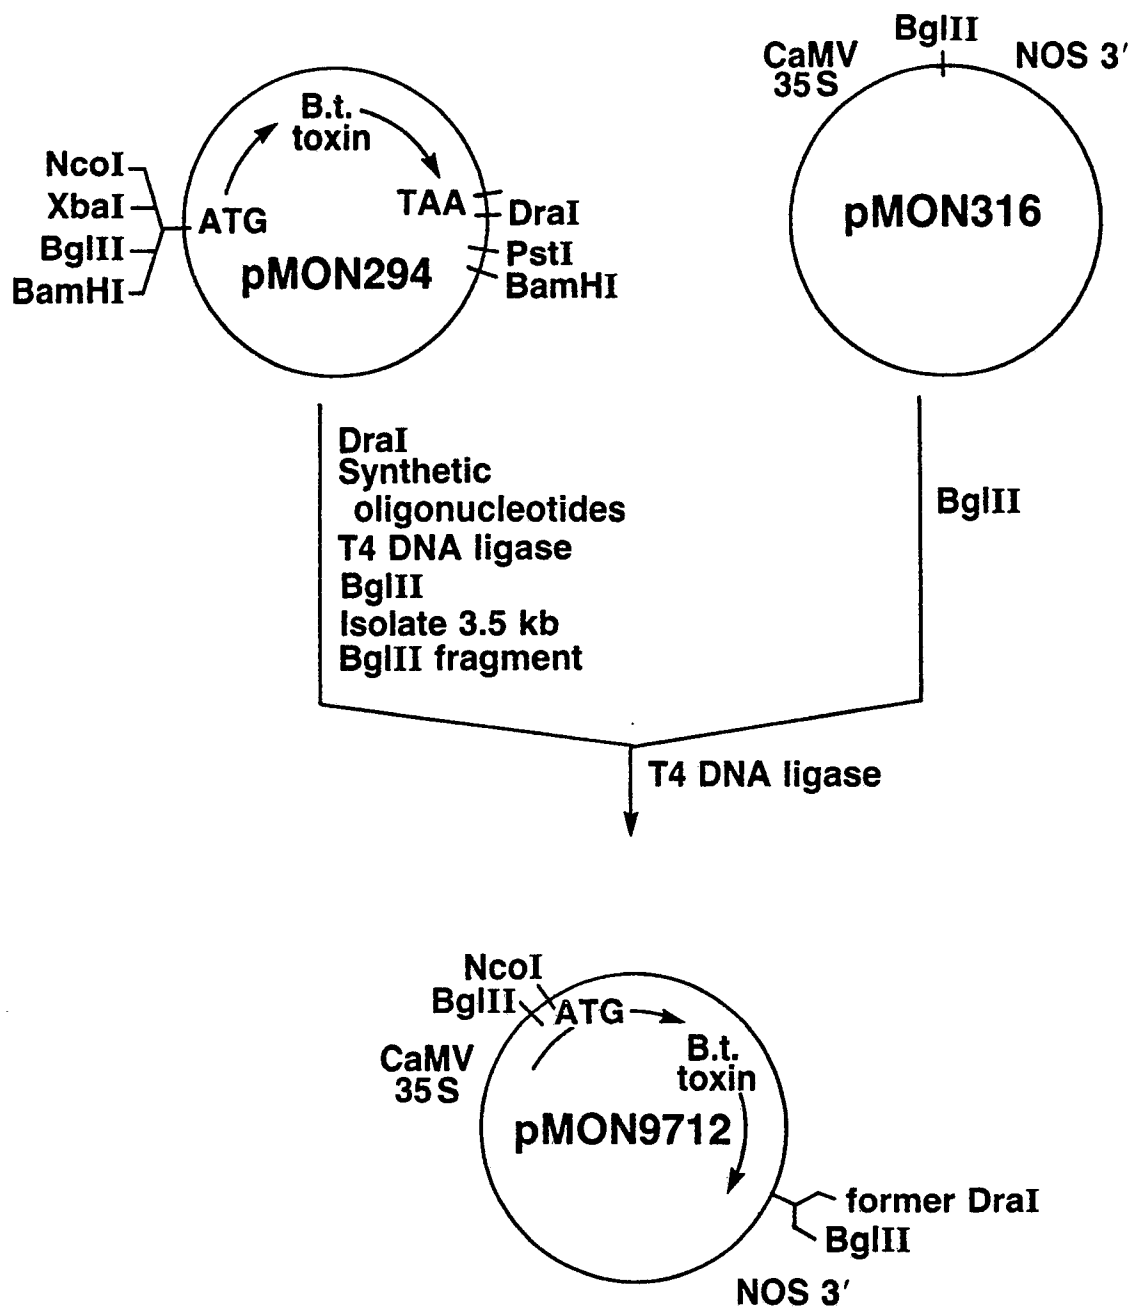 B.t.
toxin
NcoI
XbaI
BglII
BamHI
ATG
TAA
DraI
PstI
BamHI
pMON294
BglII
CaMV
35S
NOS 3′
pMON316
DraI
Synthetic
oligonucleotides
T4 DNA ligase
BglII
Isolate 3.5 kb
BglII fragment
BglII
T4 DNA ligase
NcoI
BglII
ATG
CaMV
35S
B.t.
toxin
pMON9712
former DraI
BglII
NOS 3′